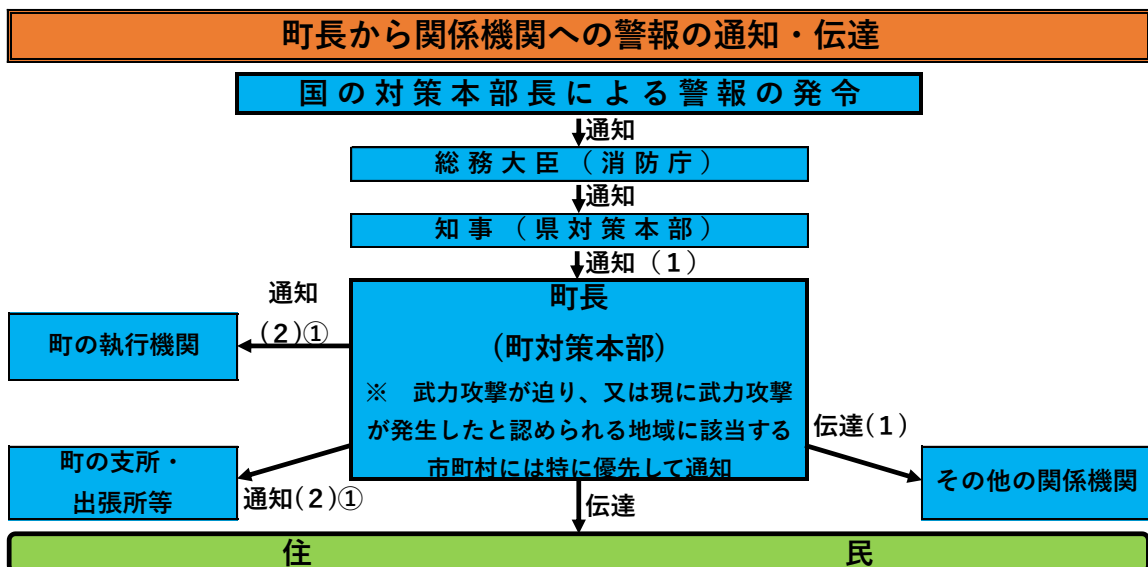 町長から関係機関への警報の通知・伝達
国の対策本部長による警報の発令
通知
総務大臣（消防庁）
通知
知事（県対策本部）
通知（１）
町長
(町対策本部)
※　武力攻撃が迫り、又は現に武力攻撃
が発生したと認められる地域に該当する
市町村には特に優先して通知
通知
(２)①
町の執行機関
町の支所・
出張所等
通知(２)①
伝達(１)
その他の関係機関
伝達
住　民